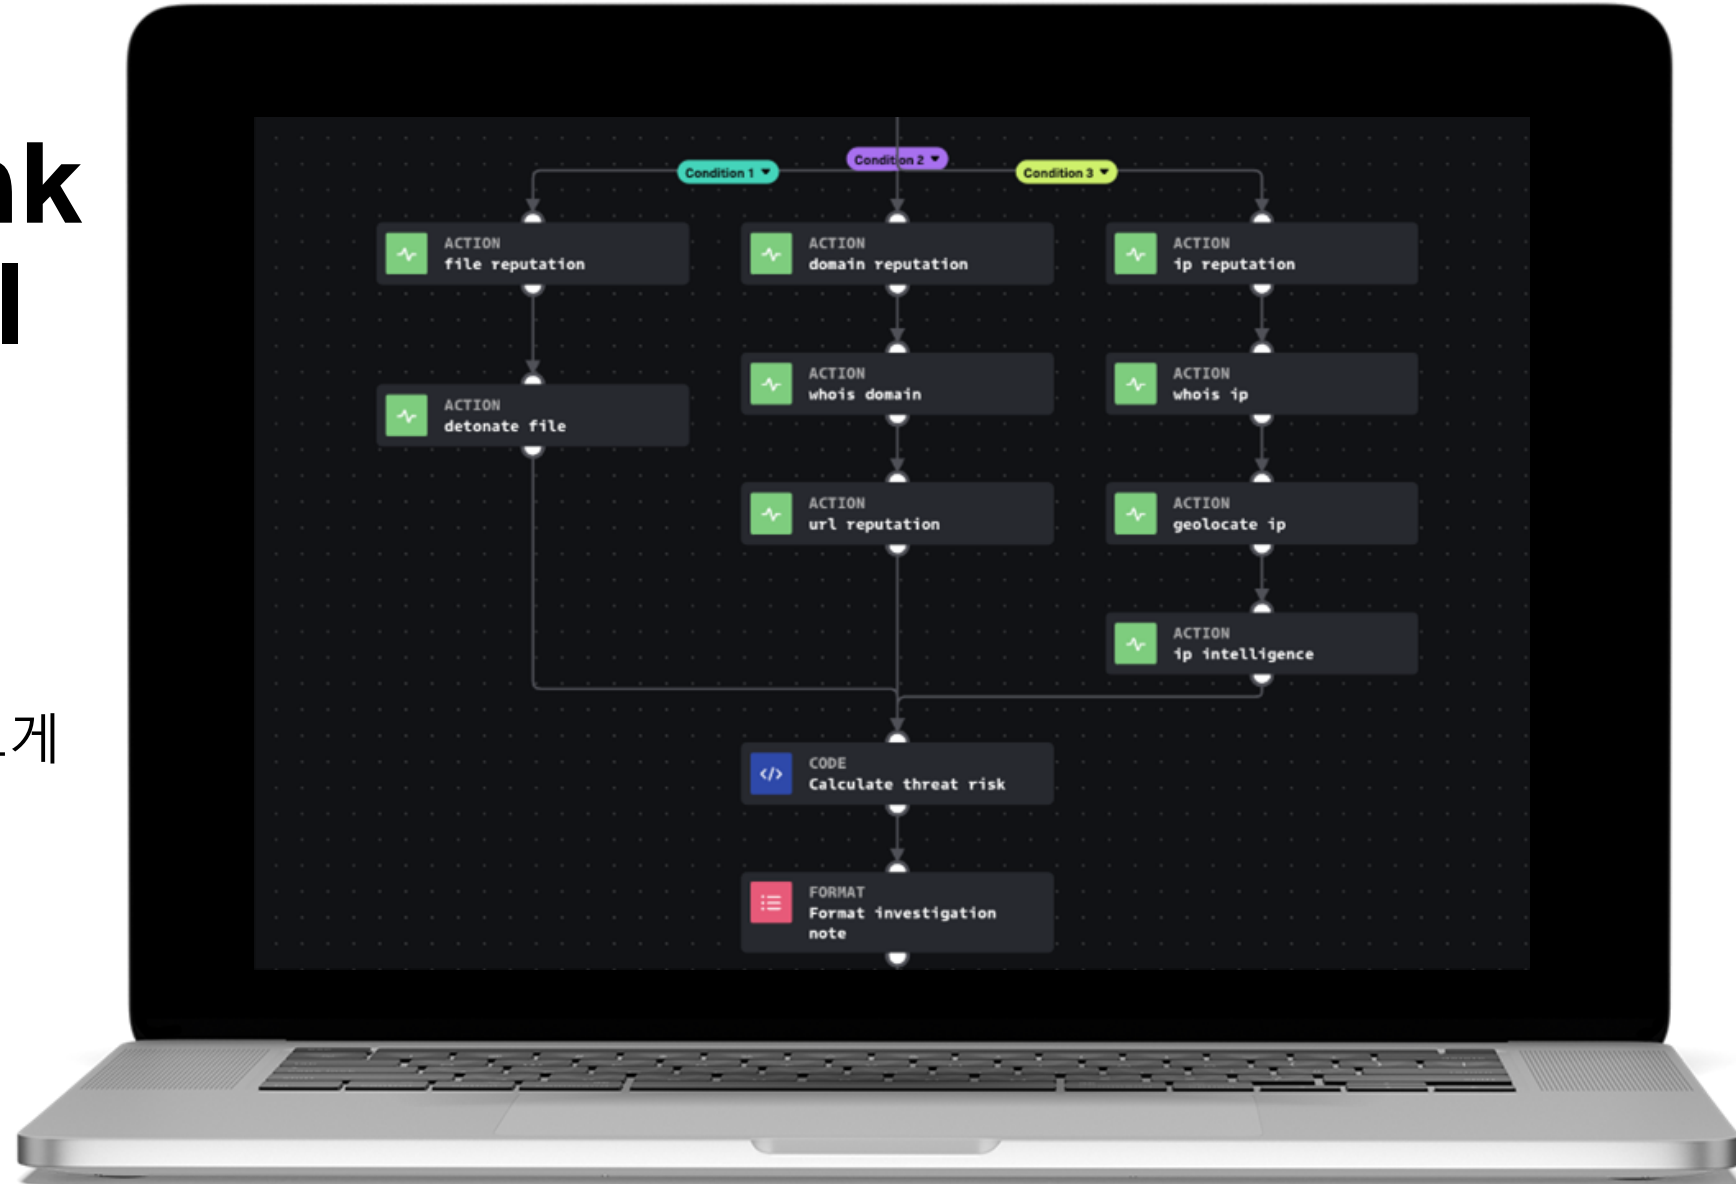 Condition 1
Condition 2
Condition 3
ACTION
file reputation
ACTION
domain reputation
ACTION
ip reputation
ACTION
detonate file
ACTION
whois domain
ACTION
whois ip
ACTION
url reputation
ACTION
geolocate ip
ACTION
ip intelligence
CODE
Calculate threat risk
FORMAT
Format investigation
note